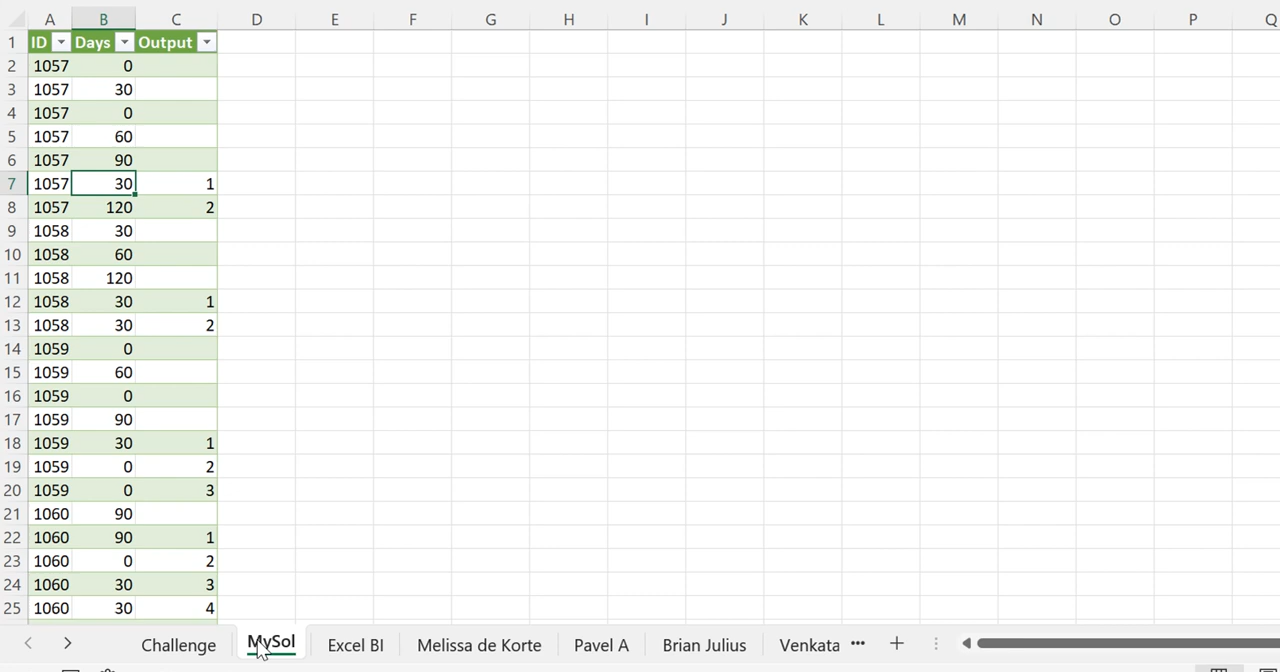 A B C D E F G H I J K L M N O P Q
1 ID Days Output
2 1057 0
3 1057 30
4 1057 0
5 1057 60
6 1057 90
7 1057 30 1
8 1057 120 2
9 1058 30
10 1058 60
11 1058 120
12 1058 30 1
13 1058 30 2
14 1059 0
15 1059 60
16 1059 0
17 1059 90
18 1059 30 1
19 1059 0 2
20 1059 0 3
21 1060 90
22 1060 90 1
23 1060 0 2
24 1060 30 3
25 1060 30 4
Challenge MySol Excel BI Melissa de Korte Pavel A Brian Julius Venkata •••